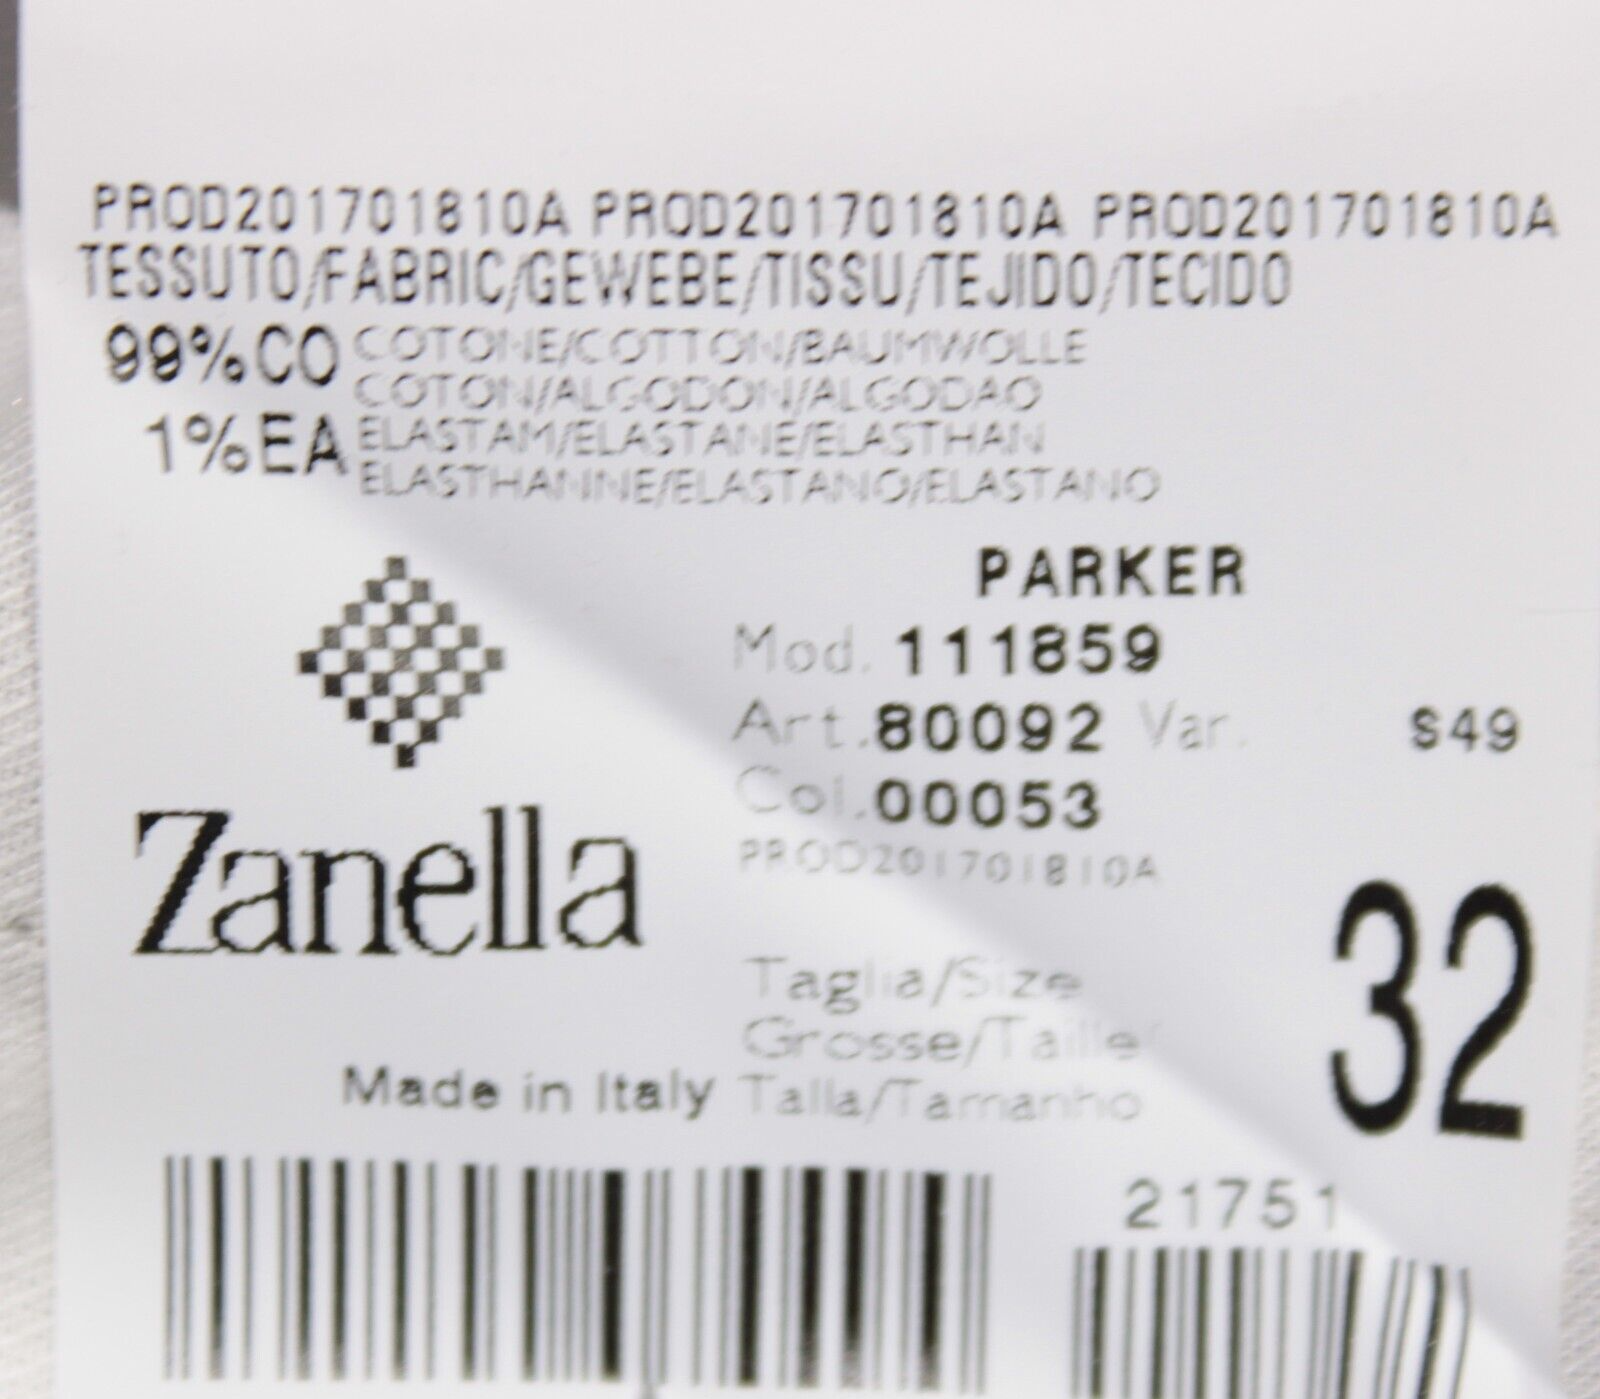 PROD201701810A PROD201701810A PROD201701810A
TESSUTO/FABRIC/GEWEBE/TISSU/TEJIDO/TECIDO
99%CO COTONE/COTTON/BAUMWOLLE
COTON/ALGODON/ALGODAO
1%EA ELASTAM/ELASTANE/ELASTHAN
ELASTHANNE/ELASTANO/ELASTANO
PARKER
Mod. 111859
Art. 80092 Var. S49
Col. 00053
PROD201701810A
Zanella
32
Taglia/Size
Grosse/Taille/
Made in Italy Talla/Tamanho
21751